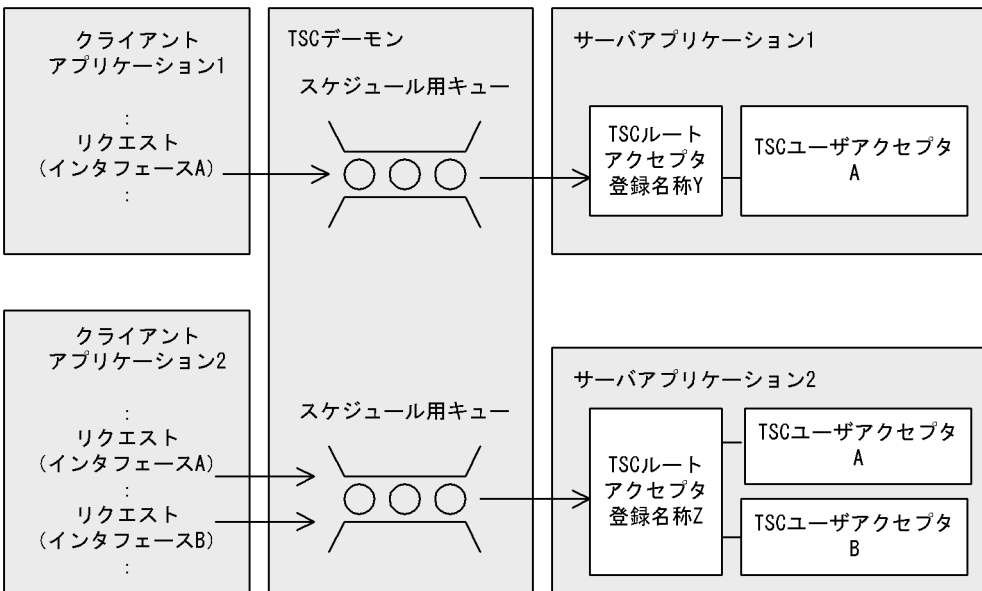 クライアント
アプリケーション1
:
リクエスト
(インタフェースA)
:
TSCデーモン
スケジュール用キュー
サーバアプリケーション1
TSCルート
アクセプタ
登録名称Y
TSCユーザアクセプタ
A
クライアント
アプリケーション2
:
リクエスト
(インタフェースA)
:
リクエスト
(インタフェースB)
:
スケジュール用キュー
サーバアプリケーション2
TSCルート
アクセプタ
登録名称Z
TSCユーザアクセプタ
A
TSCユーザアクセプタ
B